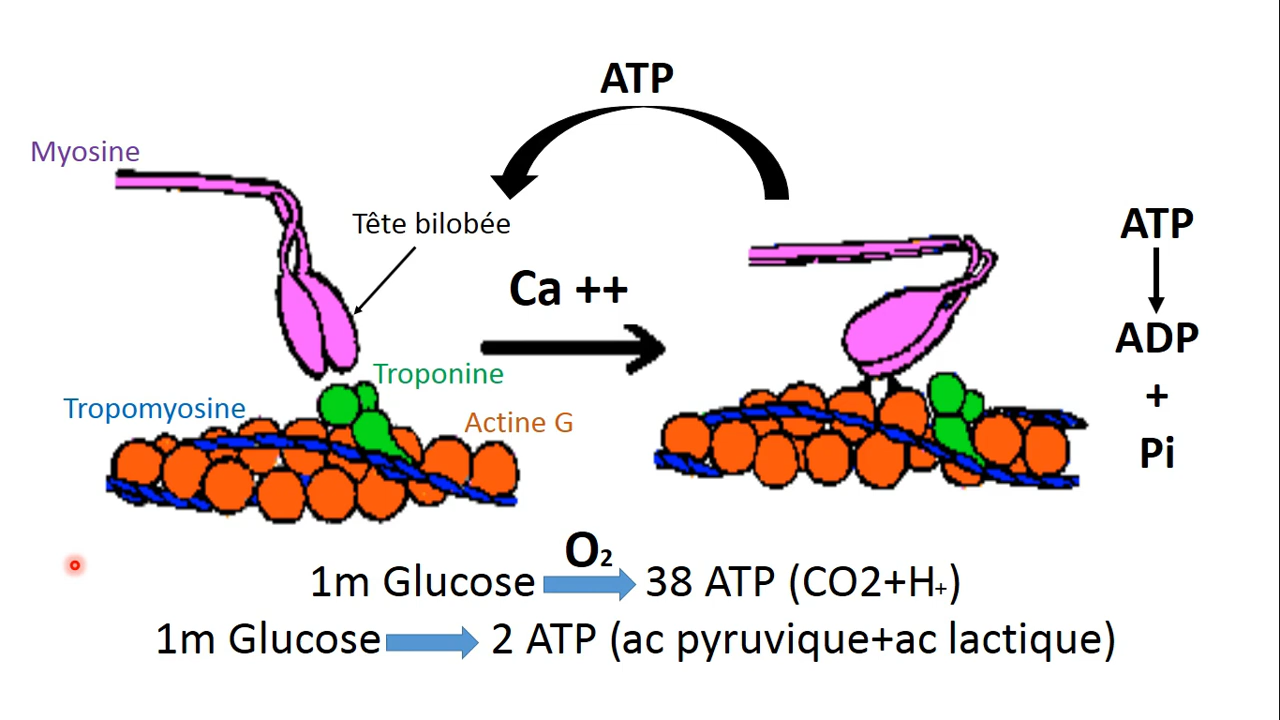 ATP
Myosine
Tête bilobée
Ca ++
Troponine
Tropomyosine
Actine G
ATP
ADP
+
Pi
O2
1m Glucose 38 ATP (CO2+H+)
1m Glucose 2 ATP (ac pyruvique+ac lactique)